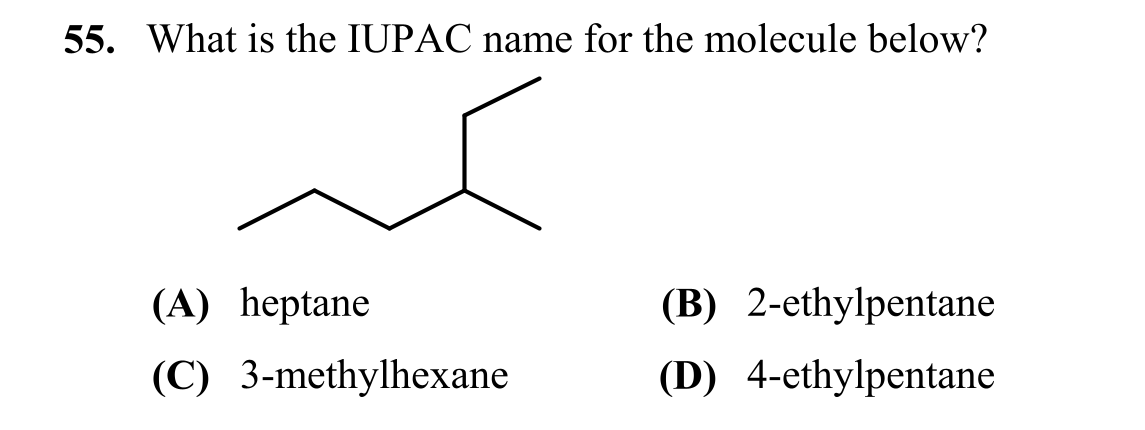 55. What is the IUPAC name for the molecule below?
(A) heptane (B) 2-ethylpentane
(C) 3-methylhexane (D) 4-ethylpentane